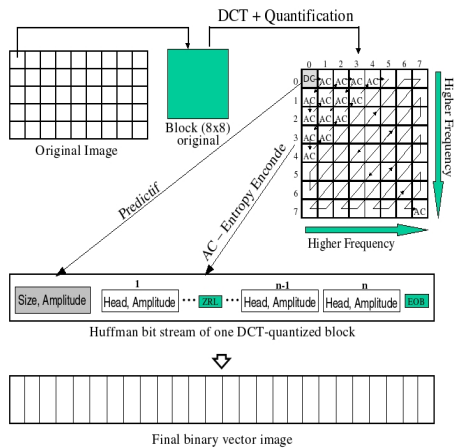 DCT + Quantification
0 1 2 3 4 5 6 7
0 DC AC AC AC AC
1 AC AC AC AC
2 AC AC AC
3 AC AC
4 AC
5
6
7 AC
Higher Frequency
Higher Frequency
Block (8x8)
original
Original Image
Predictif
AC – Entropy Enconde
1 n-1 n
Size, Amplitude Head, Amplitude ··· ZRL ··· Head, Amplitude Head, Amplitude EOB
Huffman bit stream of one DCT-quantized block
Final binary vector image